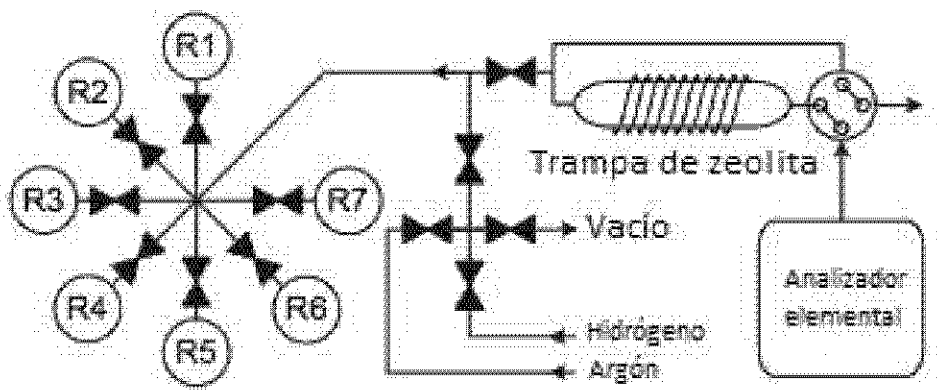 R1
R2
R3
R4
R5
R6
R7
Trampa de zeolita
Vacío
Analizador
elemental
Hidrógeno
Argón